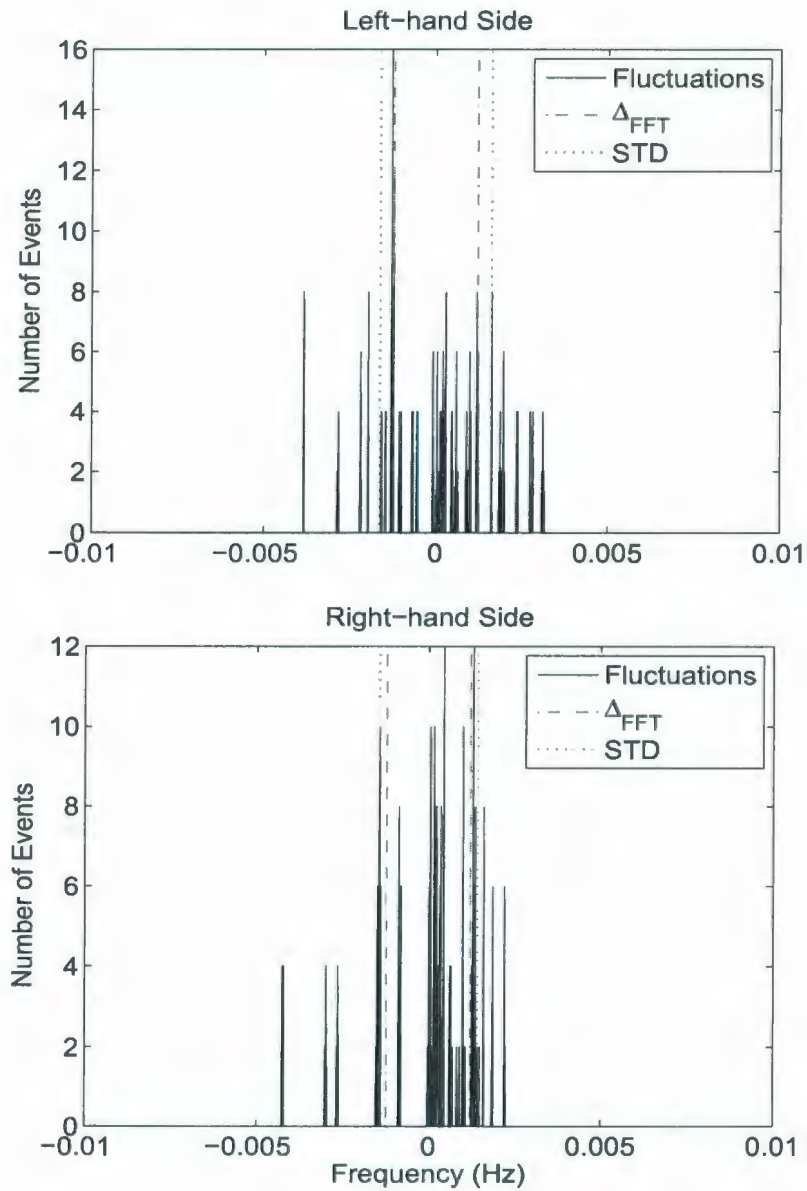 Left-hand Side
16
14
12
10
8
6
4
2
0
Number of Events
Fluctuations
Δ_FFT
STD
−0.01 −0.005 0 0.005 0.01
Right-hand Side
12
10
8
6
4
2
0
Number of Events
Fluctuations
Δ_FFT
STD
−0.01 −0.005 0 0.005 0.01
Frequency (Hz)